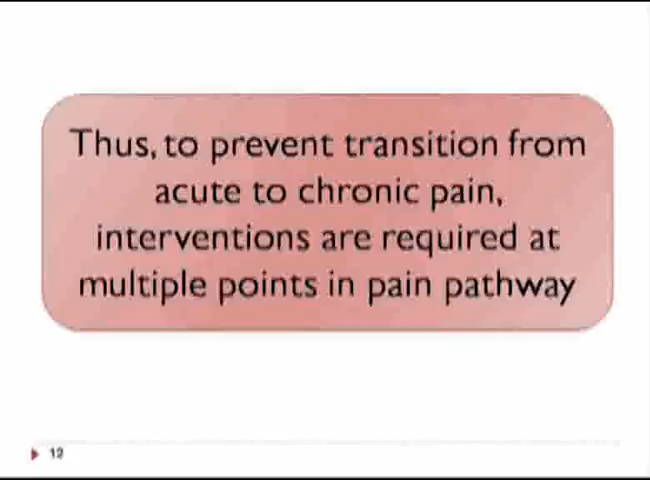 Thus, to prevent transition from
acute to chronic pain,
interventions are required at
multiple points in pain pathway
12